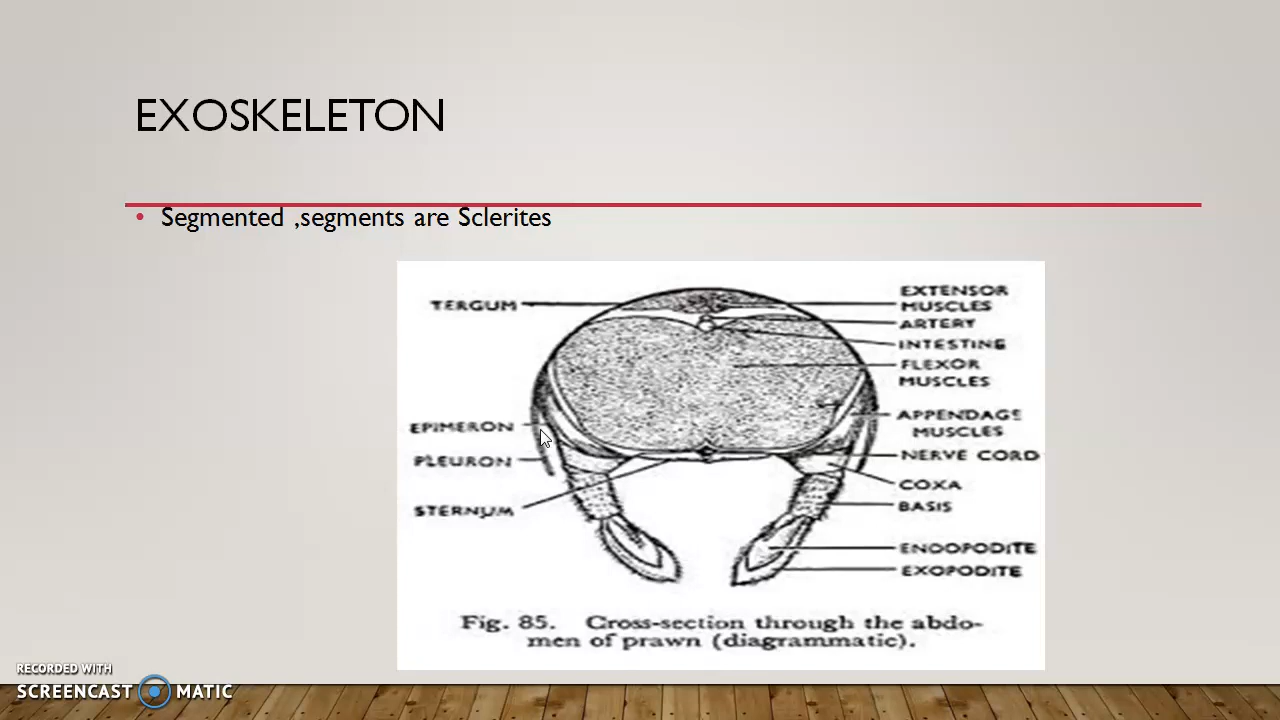 EXOSKELETON
• Segmented ,segments are Sclerites
TERGUM
EPIMERON
PLEURON
STERNUM
EXTENSOR
MUSCLES
ARTERY
INTESTINE
FLEXOR
MUSCLES
APPENDAGE
MUSCLES
NERVE CORD
COXA
BASIS
ENDOPODITE
EXOPODITE
Fig. 85. Cross-section through the abdo-
men of prawn (diagrammatic).
RECORDED WITH
SCREENCAST MATIC